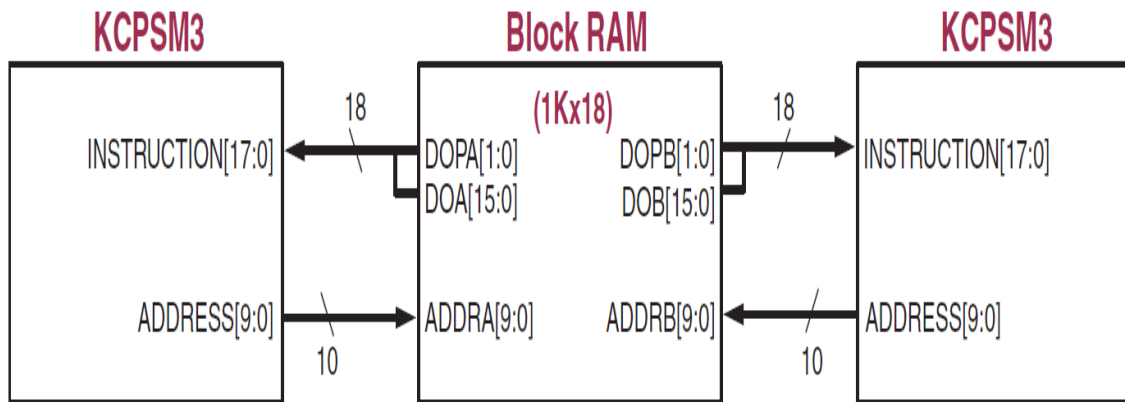 KCPSM3
Block RAM
KCPSM3
(1Kx18)
18
18
INSTRUCTION[17:0]
DOPA[1:0]
DOPB[1:0]
INSTRUCTION[17:0]
DOA[15:0]
DOB[15:0]
ADDRESS[9:0]
ADDRA[9:0]
ADDRB[9:0]
ADDRESS[9:0]
10
10